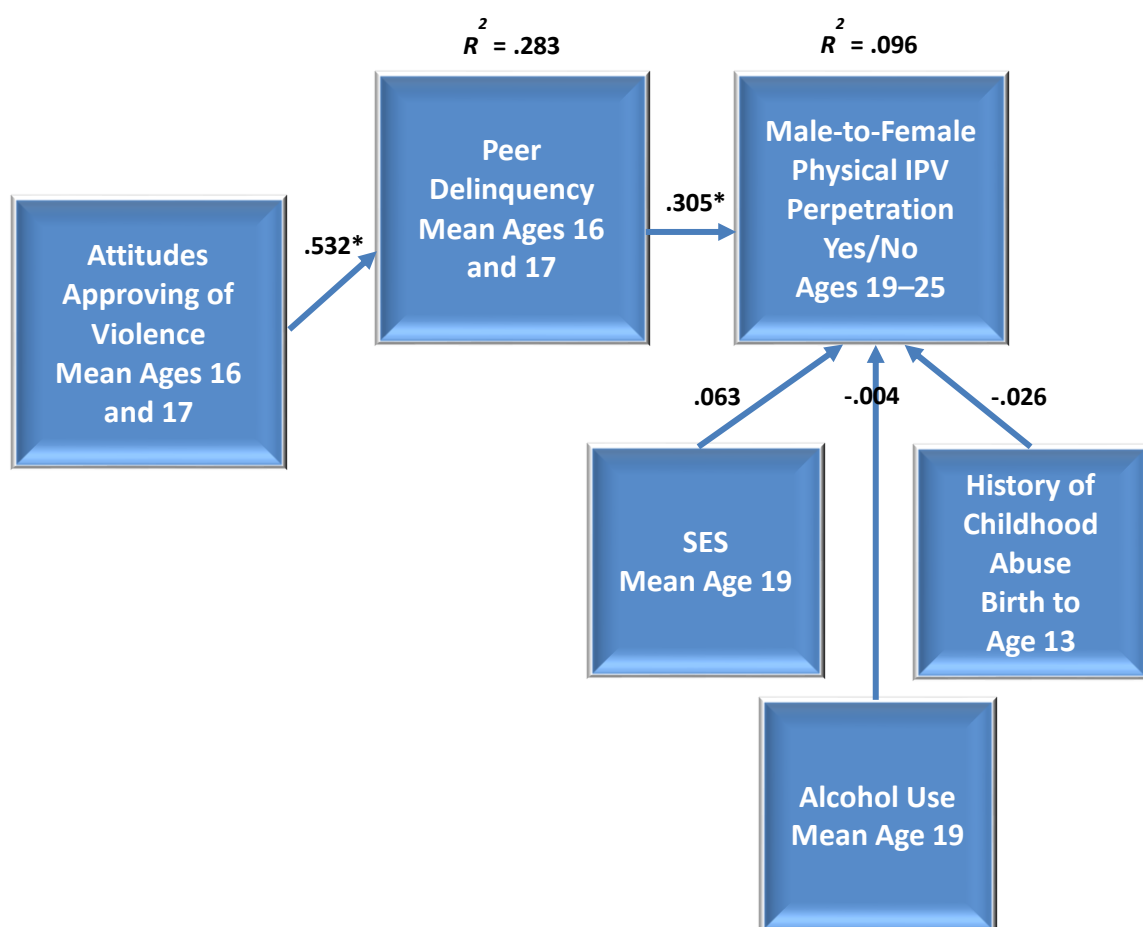 R² = .283
R² = .096
Peer
Delinquency
Mean Ages 16
and 17
Male-to-Female
Physical IPV
Perpetration
Yes/No
Ages 19–25
.305*
.532*
Attitudes
Approving of
Violence
Mean Ages 16
and 17
.063
-.004
-.026
SES
Mean Age 19
History of
Childhood
Abuse
Birth to
Age 13
Alcohol Use
Mean Age 19